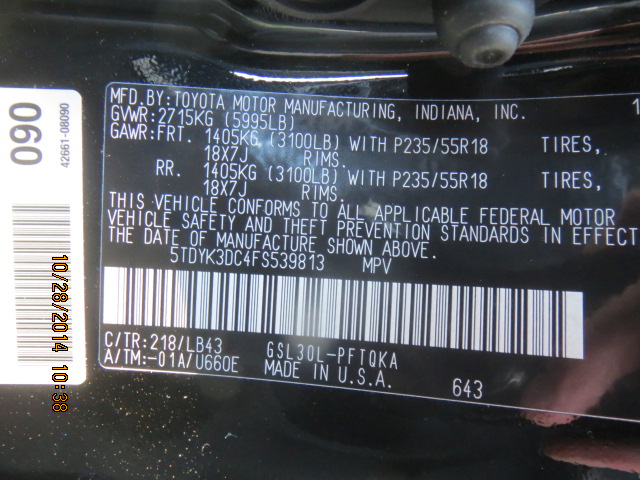 MFD.BY:TOYOTA MOTOR MANUFACTURING, INDIANA, INC.
GVWR:2715KG (5995LB)
GAWR:FRT. 1405KG (3100LB) WITH P235/55R18 TIRES,
18X7J RIMS.
RR. 1405KG (3100LB) WITH P235/55R18 TIRES,
18X7J RIMS.
THIS VEHICLE CONFORMS TO ALL APPLICABLE FEDERAL MOTOR
VEHICLE SAFETY AND THEFT PREVENTION STANDARDS IN EFFECT
THE DATE OF MANUFACTURE SHOWN ABOVE.
5TDYK3DC4FS539813 MPV
C/TR:218/LB43 GSL30L-PFTQKA
A/TM:-01A/U660E MADE IN U.S.A.
643
090
42661-08090
10/28/2014 10:38